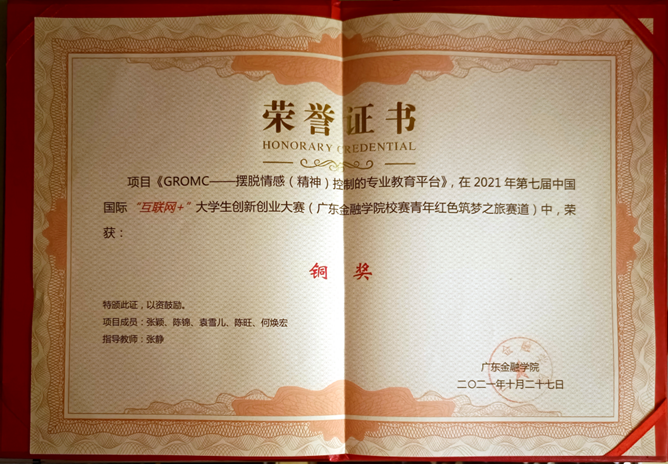 荣誉证书
HONORARY CREDENTIAL
项目《GROMC——摆脱情感（精神）控制的专业教育平台》，在2021年第七届中国
国际“互联网+”大学生创新创业大赛（广东金融学院校赛青年红色筑梦之旅赛道）中，荣
获：
铜 奖
特颁此证，以资鼓励。
项目成员：张颖、陈锦、袁雪儿、陈旺、何焕宏
指导教师：张静
广东金融学院
二〇二一年十月二十七日